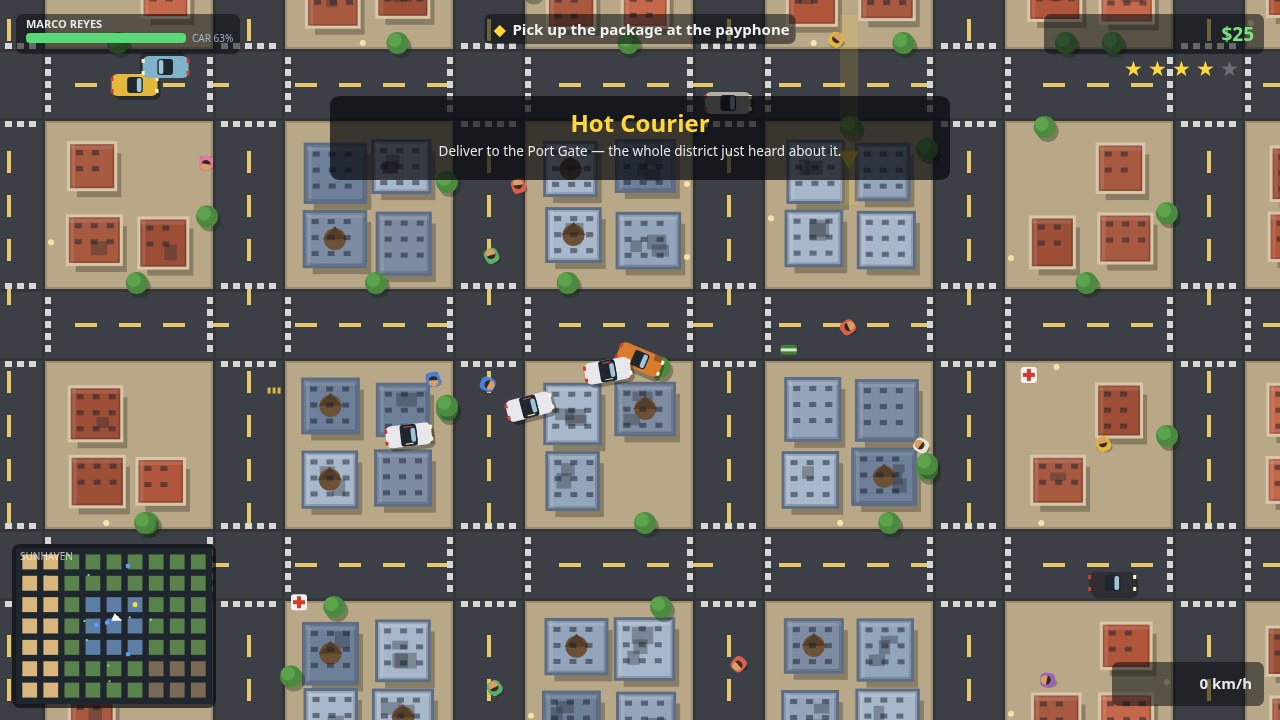 MARCO REYES
CAR 63%
◆ Pick up the package at the payphone
$25
★★★★★
Hot Courier
Deliver to the Port Gate — the whole district just heard about it.
SUNHAVEN
0 km/h